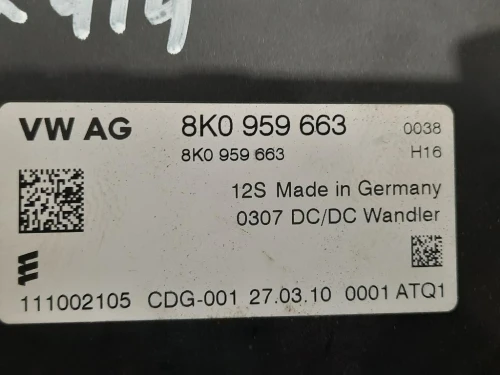 VW AG 8K0 959 663 0038
8K0 959 663 H16
12S Made in Germany
0307 DC/DC Wandler
111002105 CDG-001 27.03.10 0001 ATQ1